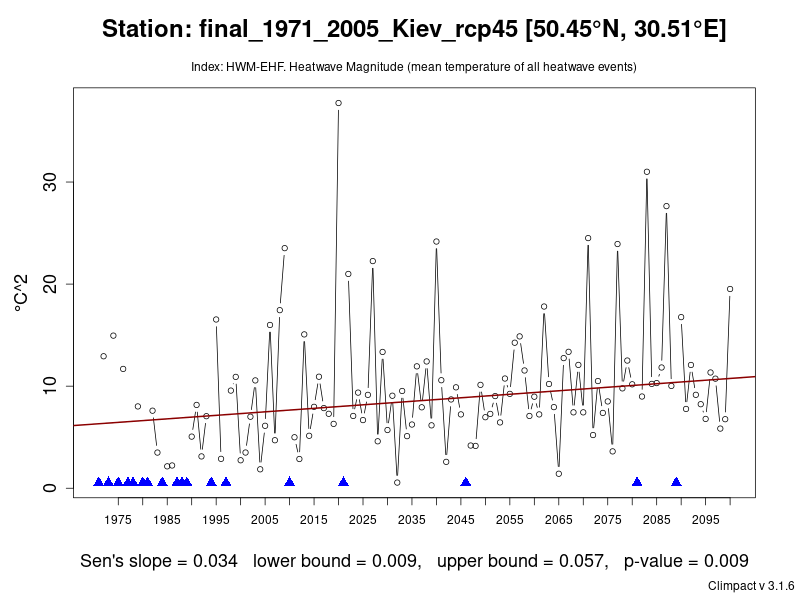 Station: final_1971_2005_Kiev_rcp45 [50.45°N, 30.51°E]
Index: HWM-EHF. Heatwave Magnitude (mean temperature of all heatwave events)
°C^2
30
20
10
0
1975 1985 1995 2005 2015 2025 2035 2045 2055 2065 2075 2085 2095
Sen's slope = 0.034 lower bound = 0.009, upper bound = 0.057, p-value = 0.009
Climpact v 3.1.6